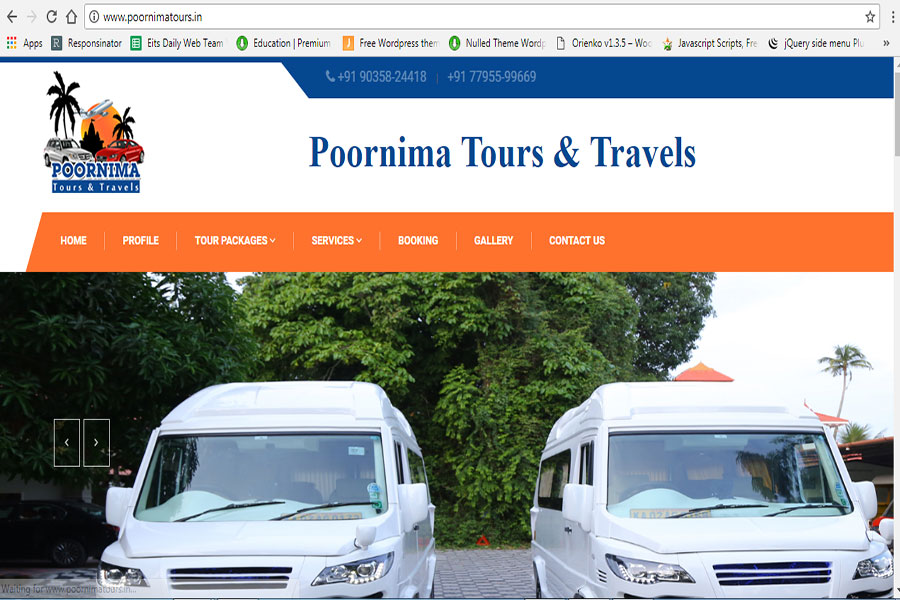 www.poornimatours.in
Apps Responsinator Eits Daily Web Team Education | Premium Free Wordpress them Nulled Theme Wordp Orienko v1.3.5 – Woo Javascript Scripts, Fre jQuery side menu Plu »
+91 90358-24418 | +91 77955-99669
POORNIMA
Tours & Travels
Poornima Tours & Travels
HOME PROFILE TOUR PACKAGES SERVICES BOOKING GALLERY CONTACT US
Waiting for www.poornimatours.in...